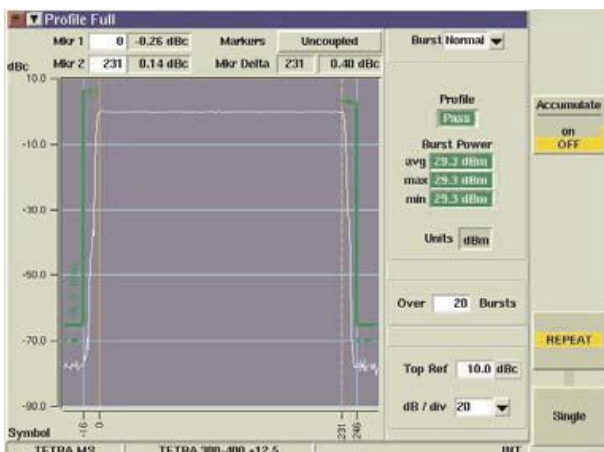 Profile Full
Mkr 1 0 -0.26 dBc Markers Uncoupled
dBc Mkr 2 231 0.14 dBc Mkr Delta 231 0.40 dBc
Burst Normal
10.0
-10.0
-30.0
-50.0
-70.0
-90.0
Symbol
-16 0 231 246
Profile
Pass
Burst Power
avg 29.3 dBm
max 29.3 dBm
min 29.3 dBm
Units dBm
Over 20 Bursts
Top Ref 10.0 dBc
dB / div 20
Accumulate
on
OFF
REPEAT
Single
TETRA MS TETRA 380-400 +12.5 INT